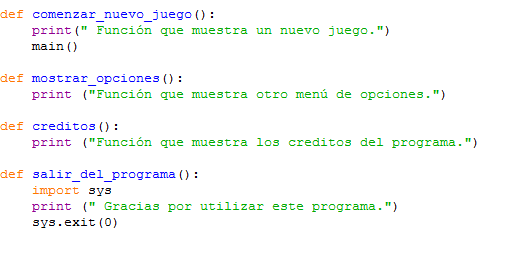 def comenzar_nuevo_juego():
    print(" Función que muestra un nuevo juego.")
    main()
def mostrar_opciones():
    print ("Función que muestra otro menú de opciones.")
def creditos():
    print ("Función que muestra los creditos del programa.")
def salir_del_programa():
    import sys
    print (" Gracias por utilizar este programa.")
    sys.exit(0)